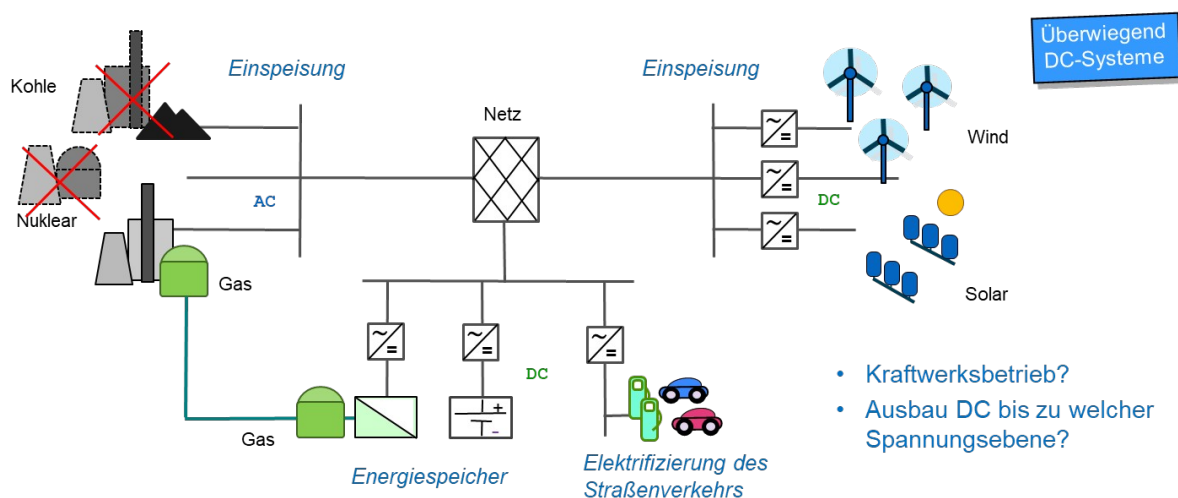 Überwiegend
DC-Systeme
Einspeisung
Einspeisung
Kohle
Netz
Wind
Nuklear
AC
DC
Gas
Solar
DC
Gas
Energiespeicher
Elektrifizierung des
Straßenverkehrs
• Kraftwerksbetrieb?
• Ausbau DC bis zu welcher
Spannungsebene?